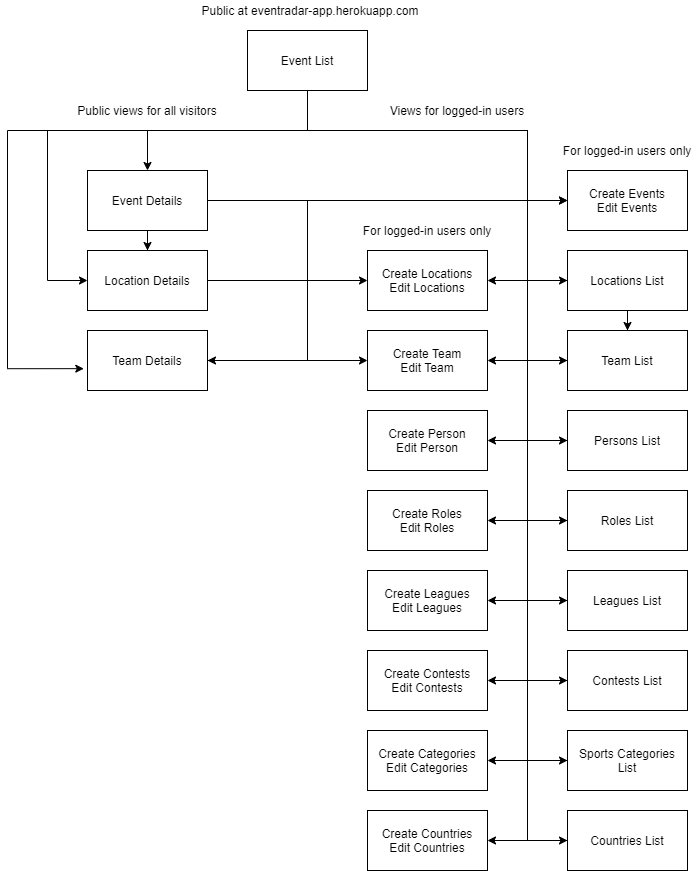 Public at eventradar-app.herokuapp.com
Event List
Public views for all visitors
Views for logged-in users
For logged-in users only
Event Details
Create Events
Edit Events
For logged-in users only
Location Details
Create Locations
Edit Locations
Locations List
Team Details
Create Team
Edit Team
Team List
Create Person
Edit Person
Persons List
Create Roles
Edit Roles
Roles List
Create Leagues
Edit Leagues
Leagues List
Create Contests
Edit Contests
Contests List
Create Categories
Edit Categories
Sports Categories
List
Create Countries
Edit Countries
Countries List